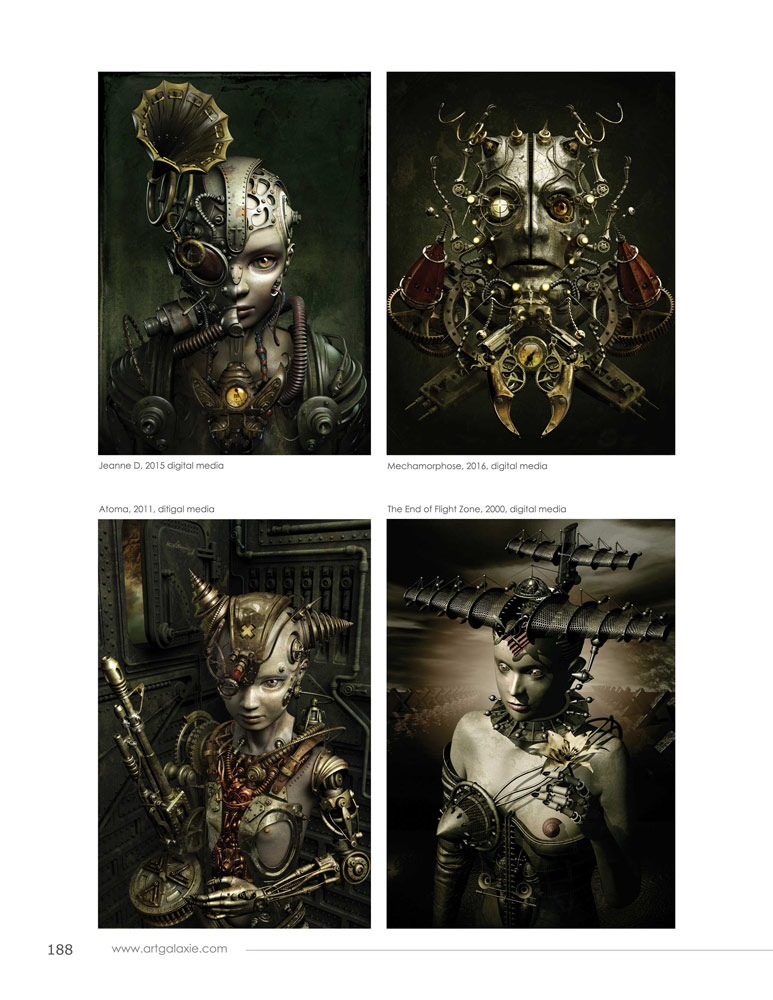 Jeanne D, 2015 digital media
Mechamorphose, 2016, digital media
Atoma, 2011, ditigal media
The End of Flight Zone, 2000, digital media
188
www.artgalaxie.com